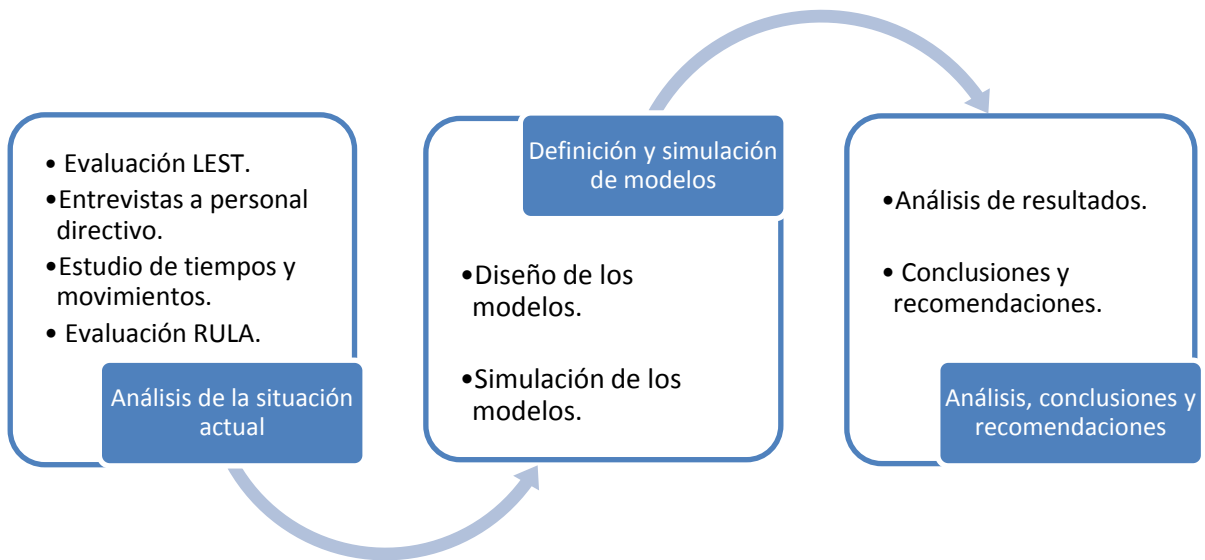 • Evaluación LEST.
•Entrevistas a personal
directivo.
•Estudio de tiempos y
movimientos.
• Evaluación RULA.
Análisis de la situación
actual
Definición y simulación
de modelos
•Diseño de los
modelos.
•Simulación de los
modelos.
•Análisis de resultados.
• Conclusiones y
recomendaciones.
Análisis, conclusiones y
recomendaciones